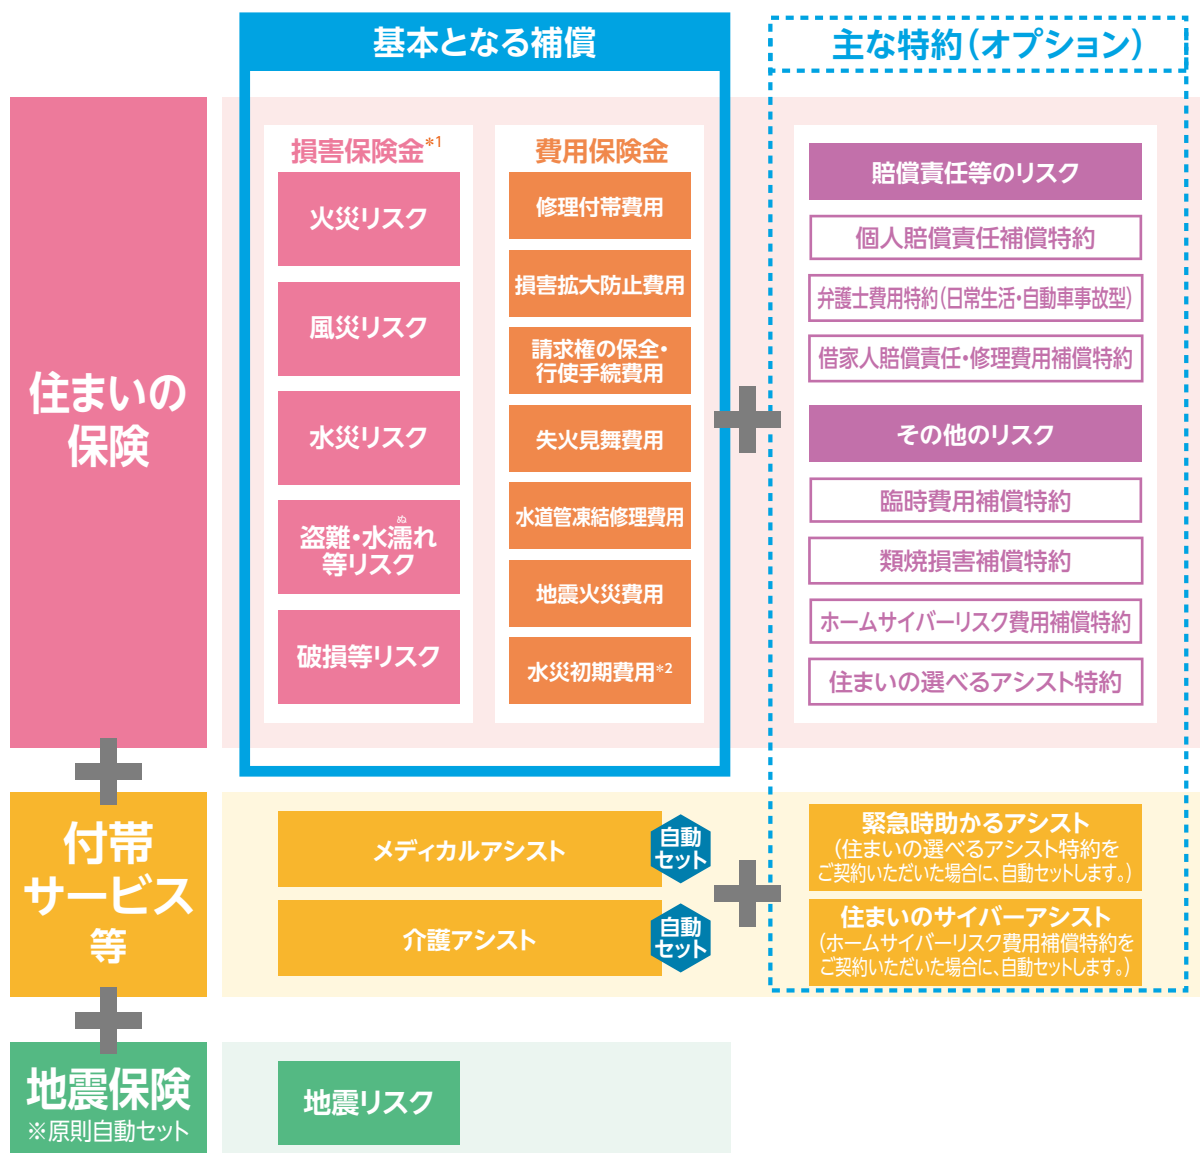 基本となる補償
主な特約（オプション）
住まいの
保険
損害保険金*1
火災リスク
風災リスク
水災リスク
ぬ
盗難・水濡れ
等リスク
破損等リスク
費用保険金
修理付帯費用
損害拡大防止費用
請求権の保全・
行使手続費用
失火見舞費用
水道管凍結修理費用
地震火災費用
水災初期費用*2
賠償責任等のリスク
個人賠償責任補償特約
弁護士費用特約（日常生活・自動車事故型）
借家人賠償責任・修理費用補償特約
その他のリスク
臨時費用補償特約
類焼損害補償特約
ホームサイバーリスク費用補償特約
住まいの選べるアシスト特約
付帯
サービス
等
メディカルアシスト
自動
セット
介護アシスト
自動
セット
緊急時助かるアシスト
（住まいの選べるアシスト特約を
ご契約いただいた場合に、自動セットします。）
住まいのサイバーアシスト
（ホームサイバーリスク費用補償特約を
ご契約いただいた場合に、自動セットします。）
地震保険
※原則自動セット
地震リスク